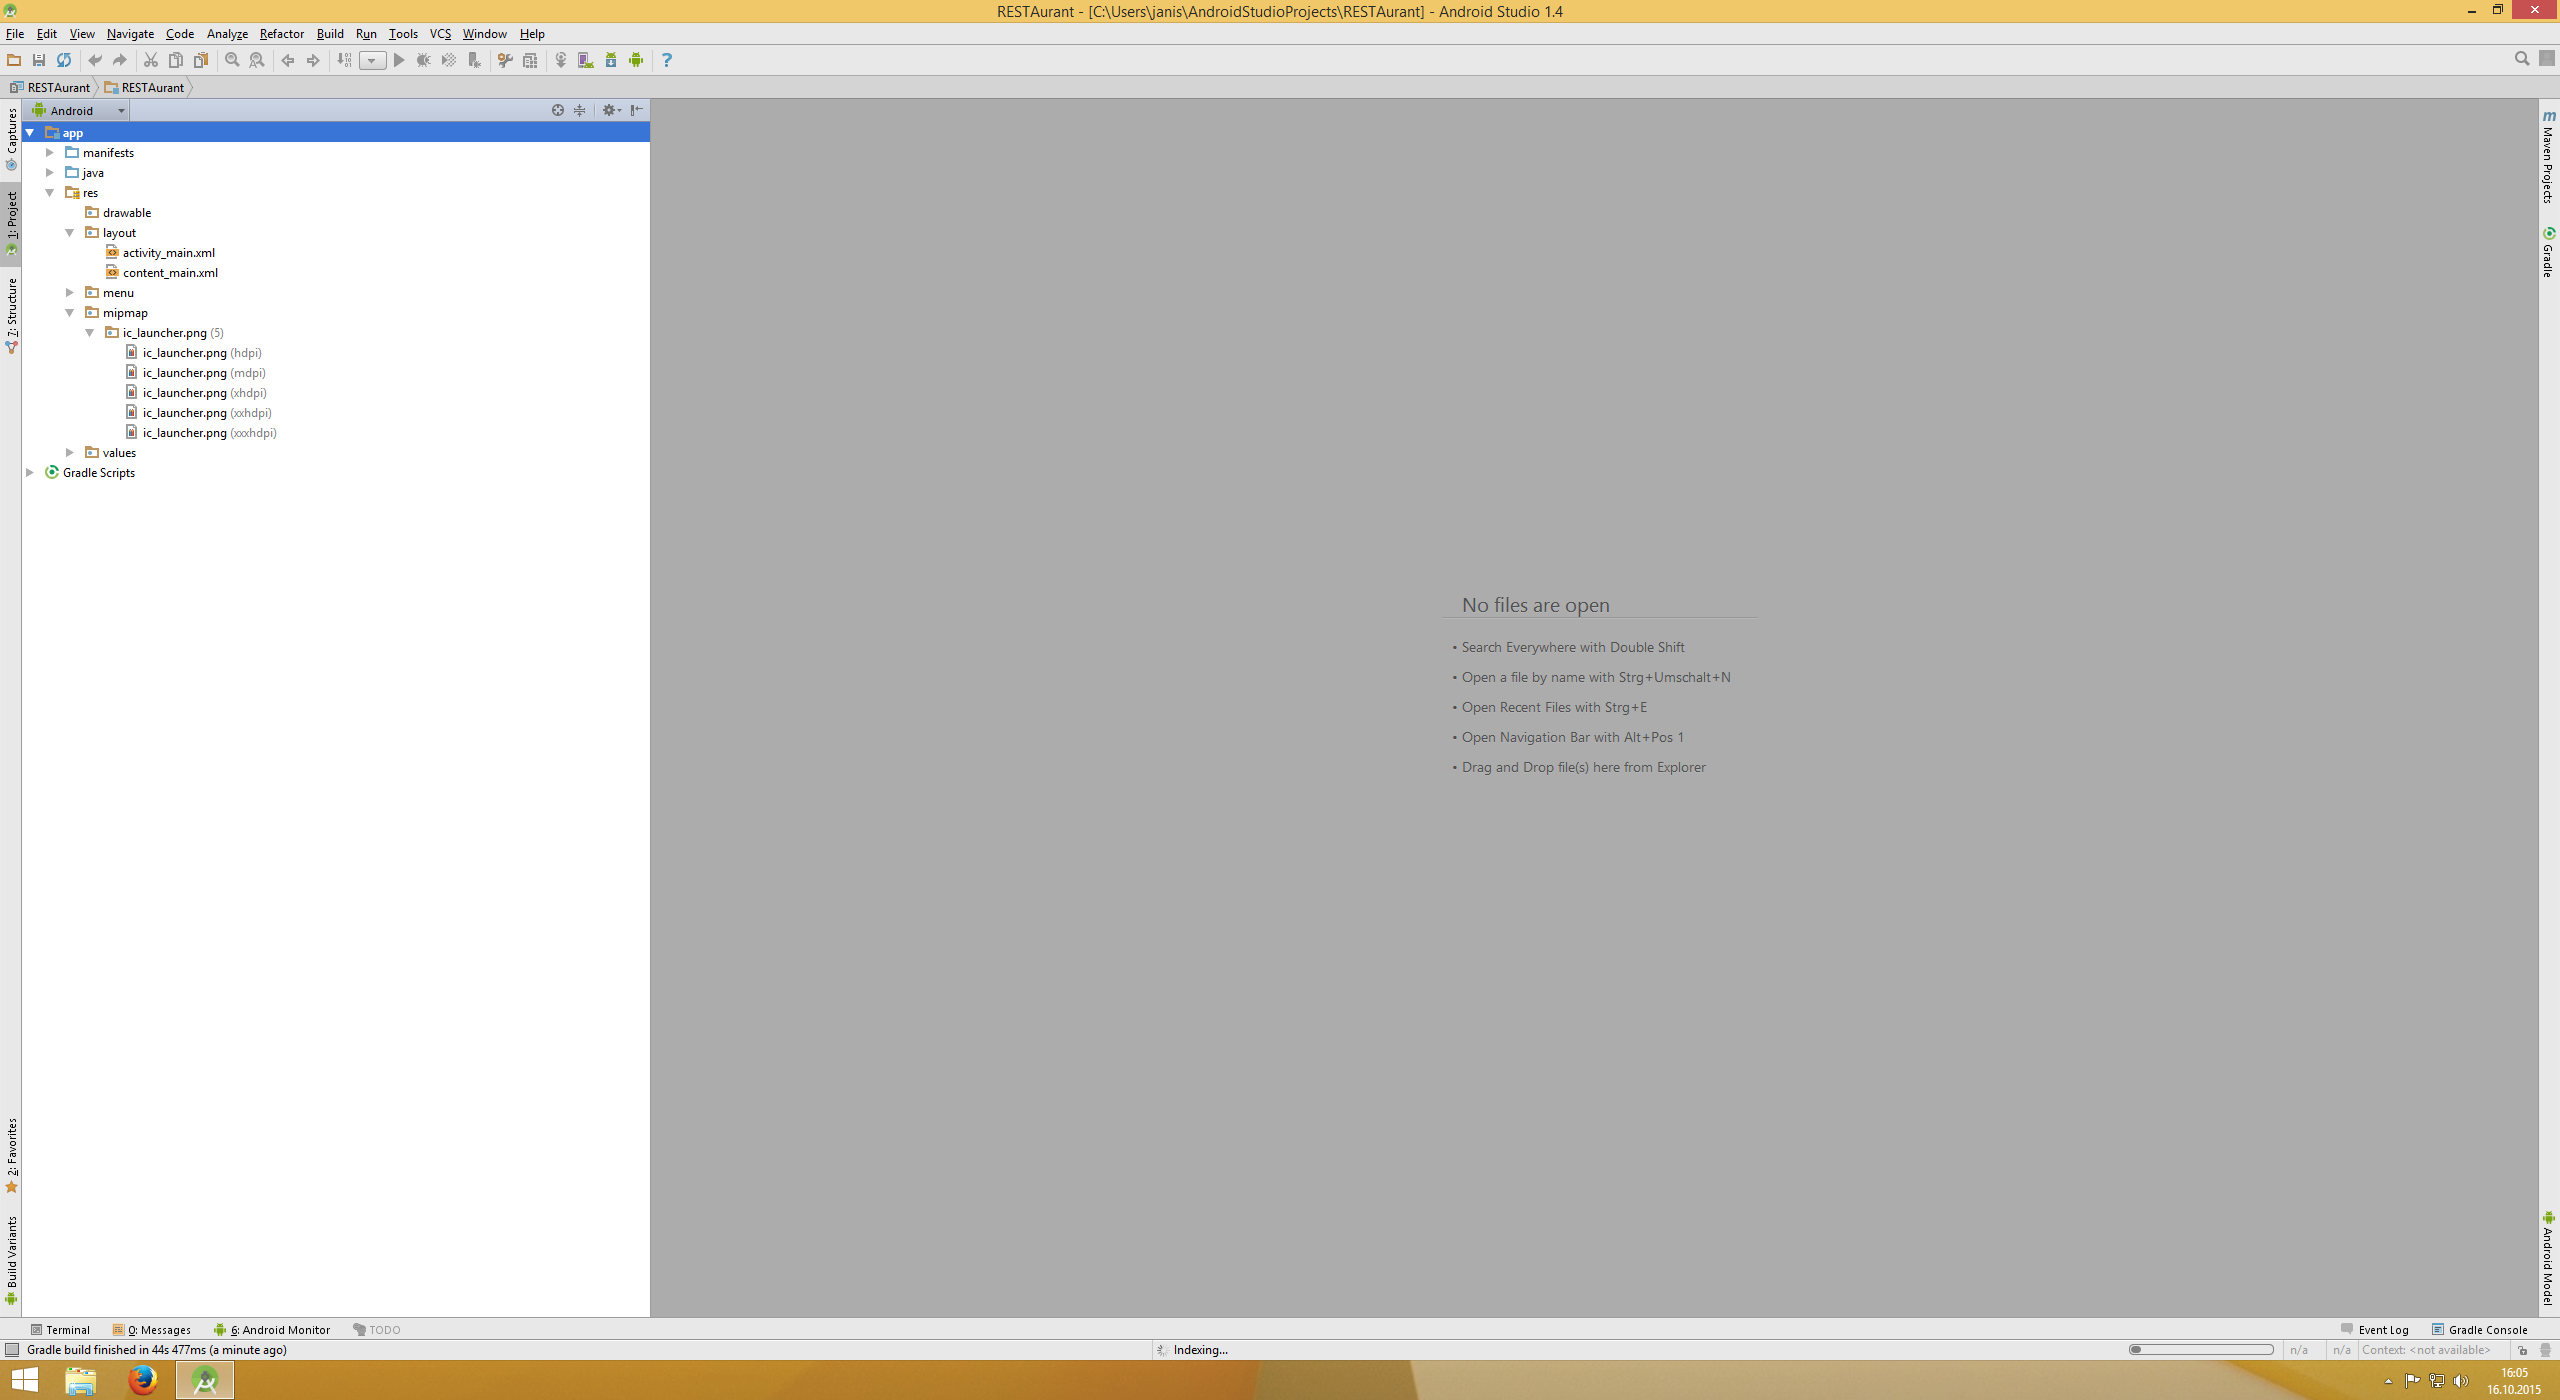 RESTAurant - [C:\Users\janis\AndroidStudioProjects\RESTAurant] - Android Studio 1.4
File Edit View Navigate Code Analyze Refactor Build Run Tools VCS Window Help
RESTAurant RESTAurant
Android
app
manifests
java
res
drawable
layout
activity_main.xml
content_main.xml
menu
mipmap
ic_launcher.png (5)
ic_launcher.png (hdpi)
ic_launcher.png (mdpi)
ic_launcher.png (xhdpi)
ic_launcher.png (xxhdpi)
ic_launcher.png (xxxhdpi)
values
Gradle Scripts
Captures
1: Project
7: Structure
2: Favorites
Build Variants
No files are open
• Search Everywhere with Double Shift
• Open a file by name with Strg+Umschalt+N
• Open Recent Files with Strg+E
• Open Navigation Bar with Alt+Pos 1
• Drag and Drop file(s) here from Explorer
m Maven Projects
Gradle
Android Model
Terminal 0: Messages 6: Android Monitor TODO Event Log Gradle Console
Gradle build finished in 44s 477ms (a minute ago) Indexing... n/a n/a Context: <not available>
16:05
16.10.2015